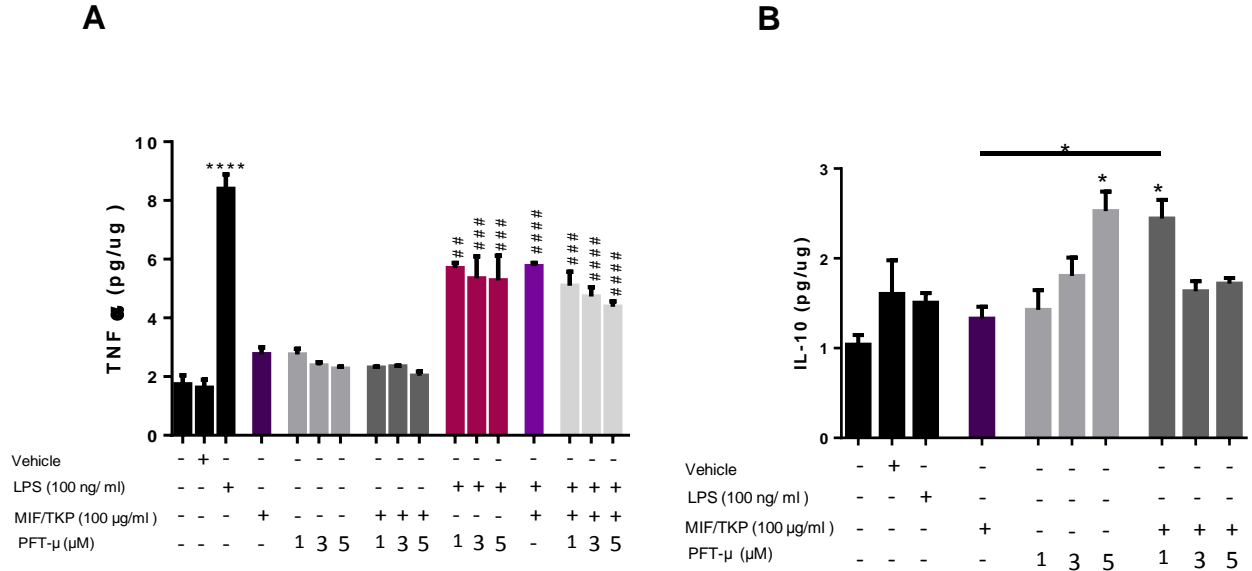 A
B
TNF α (pg/ug )
10
8
6
4
2
0
****
##
###
###
####
###
####
####
Vehicle - + - - - - - - - - - - - - - - -
LPS (100 ng/ ml ) - - + - - - - - - - + + + + + + +
MIF/TKP (100 µg/ml ) - - - + - - - + + + - - - + + + +
PFT-µ (µM) - - - - 1 3 5 1 3 5 1 3 5 - 1 3 5
IL-10 (pg/ug)
3
2
1
0
*
*
*
Vehicle - + - - - - - - - -
LPS (100 ng/ ml ) - - + - - - - - - -
MIF/TKP (100 µg/ml ) - - - + - - - + + +
PFT-µ (µM) - - - - 1 3 5 1 3 5